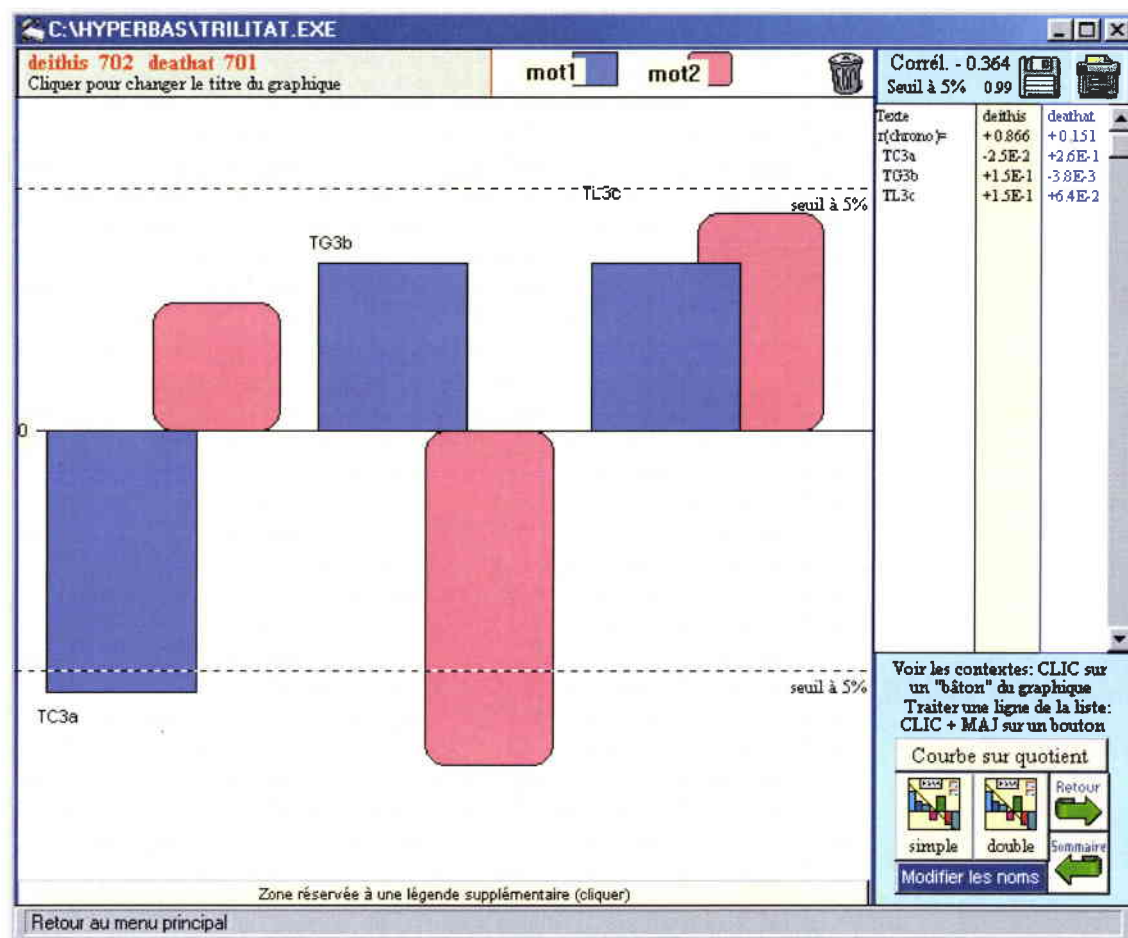 C:\HYPERBAS\TRILITAT.EXE
deithis 702 deathat 701
Cliquer pour changer le titre du graphique
mot1 mot2
Corrél. - 0.364
Seuil à 5% 0.99
Texte deithis deathat
r(chrono)= +0.866 +0.151
TC3a -2.5E-2 +2.6E-1
TG3b +1.5E-1 -3.8E-3
TL3c +1.5E-1 +6.4E-2
TL3c
seuil à 5%
TG3b
0
seuil à 5%
TC3a
Voir les contextes: CLIC sur
un "bâton" du graphique
Traiter une ligne de la liste:
CLIC + MAJ sur un bouton
Courbe sur quotient
Retour
simple double Sommaire
Modifier les noms
Zone réservée à une légende supplémentaire (cliquer)
Retour au menu principal